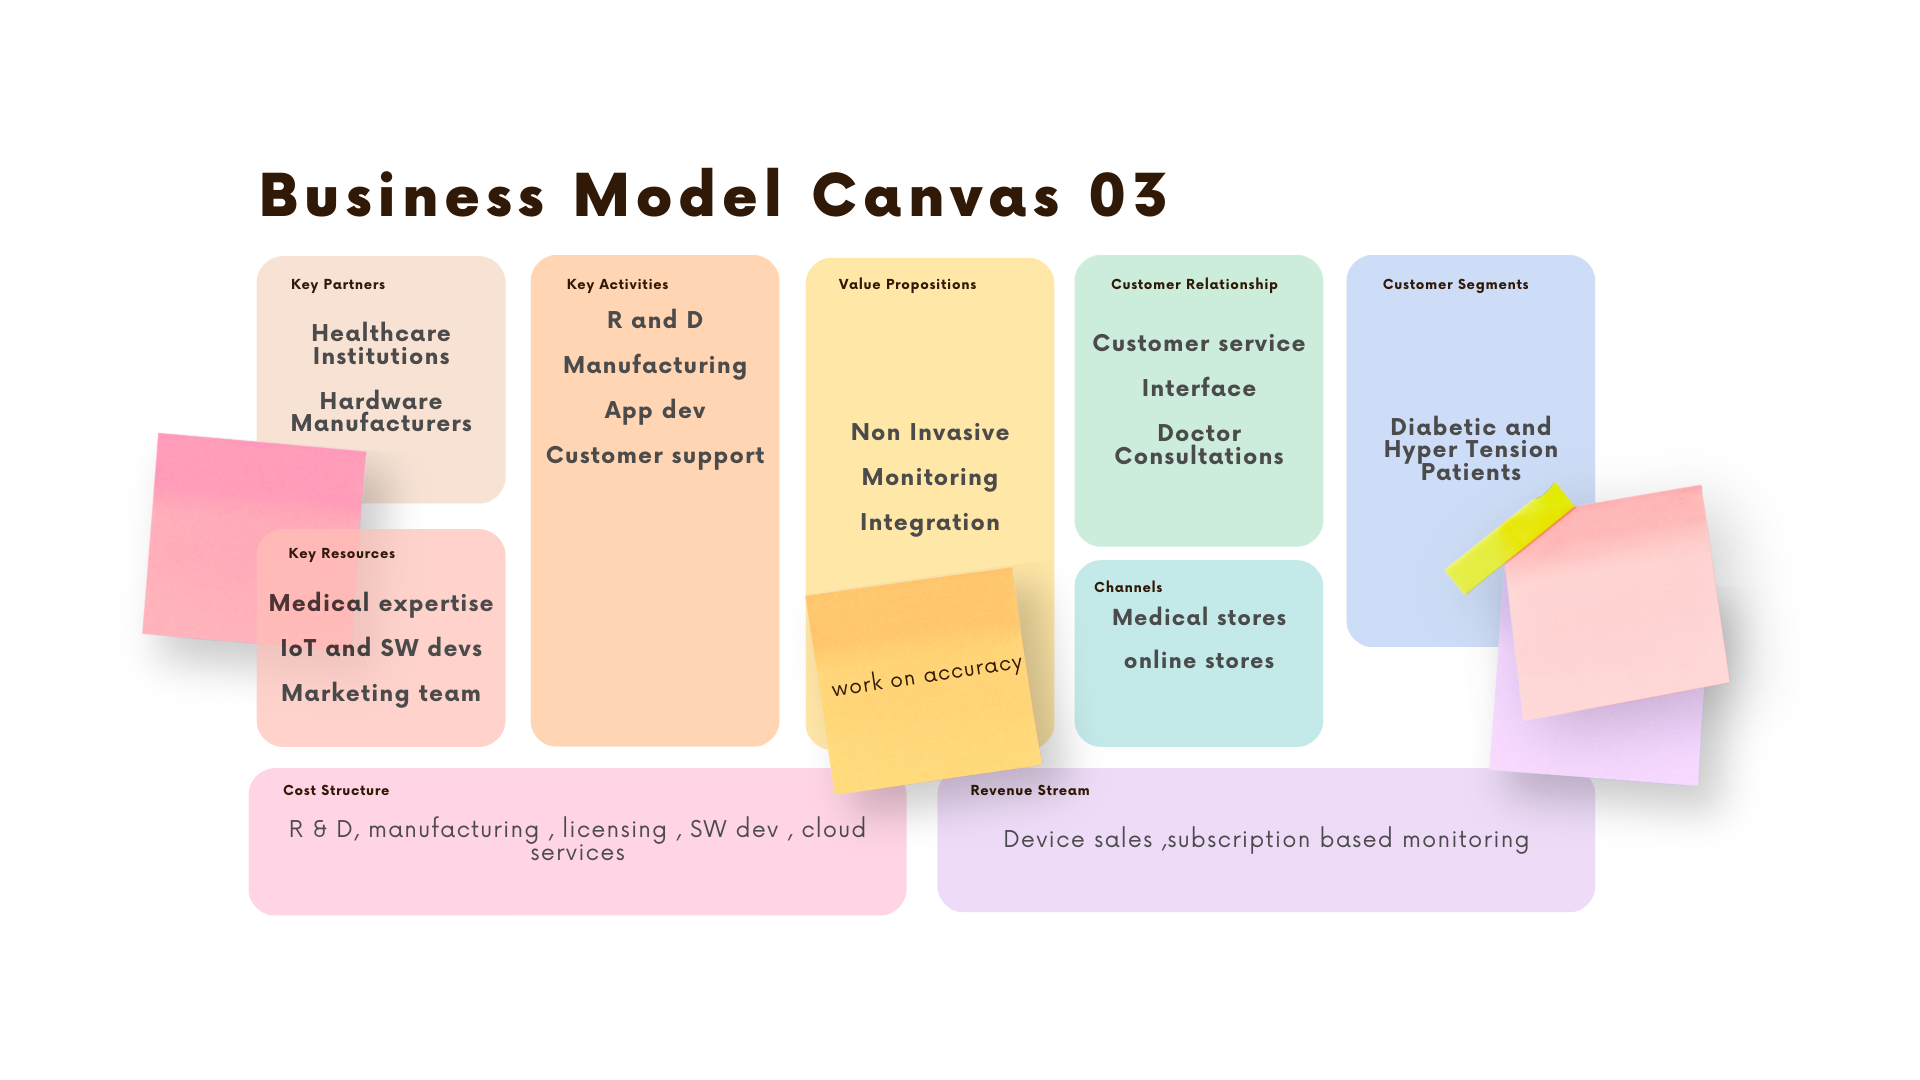 Business Model Canvas 03
Key Partners
Healthcare
Institutions
Hardware
Manufacturers
Key Activities
R and D
Manufacturing
App dev
Customer support
Value Propositions
Non Invasive
Monitoring
Integration
work on accuracy
Customer Relationship
Customer service
Interface
Doctor
Consultations
Customer Segments
Diabetic and
Hyper Tension
Patients
Key Resources
Medical expertise
IoT and SW devs
Marketing team
Channels
Medical stores
online stores
Cost Structure
R & D, manufacturing , licensing , SW dev , cloud
services
Revenue Stream
Device sales ,subscription based monitoring